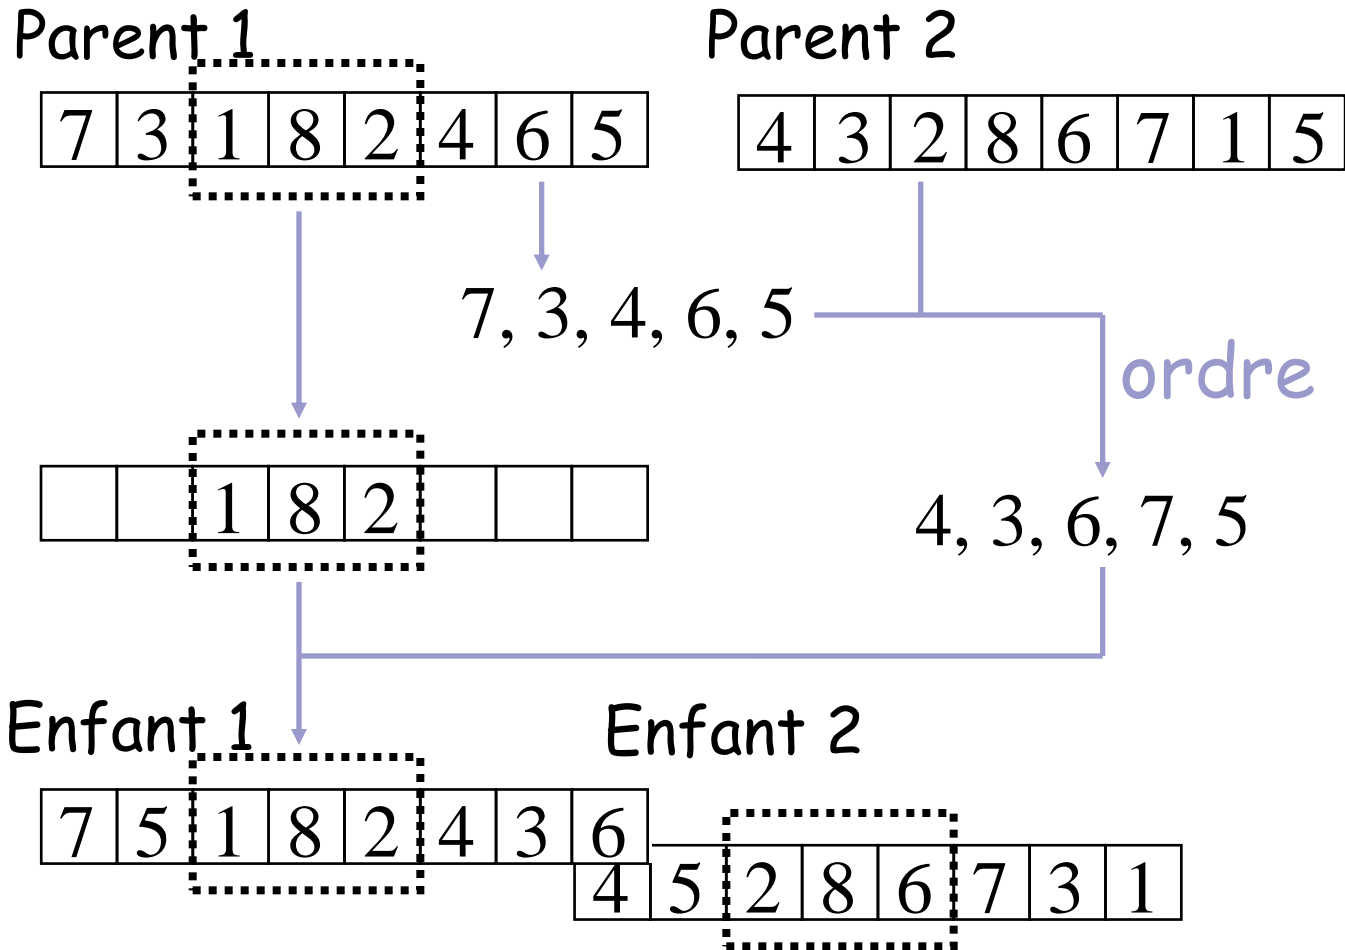 Parent 1
Parent 2
7 3 1 8 2 4 6 5
4 3 2 8 6 7 1 5
7, 3, 4, 6, 5
ordre
1 8 2
4, 3, 6, 7, 5
Enfant 1
Enfant 2
7 5 1 8 2 4 3 6
4 5 2 8 6 7 3 1